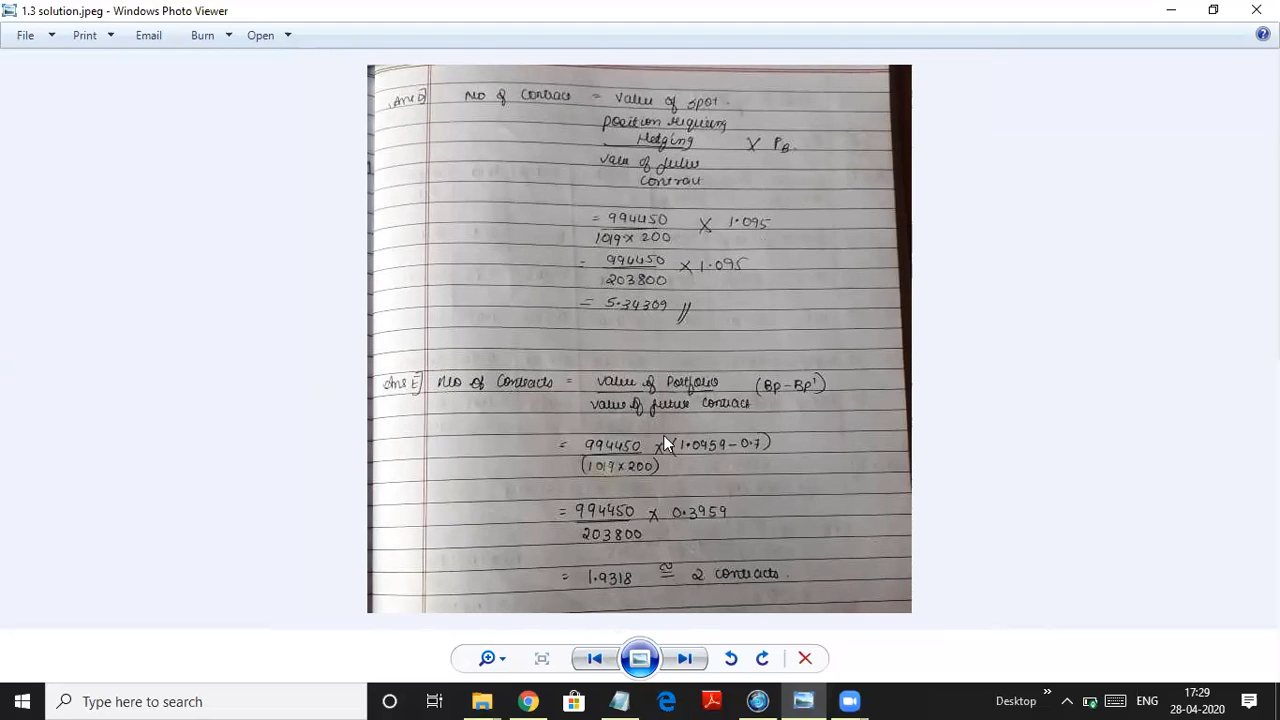 1.3 solution.jpeg - Windows Photo Viewer
File Print Email Burn Open
Ans D] No of Contract = Value of Spot.
position requiring
Hedging X PB.
value of future
contract
= 994450 X 1.095
1019 x 200
= 994450 X 1.095
203800
= 5.34309 //
Ans E] No of Contracts = value of Portfolio (Bp - Bp')
value of future contract
= 994450 x (1.0959 - 0.7)
(1019 x 200)
= 994450 x 0.3959
203800
= 1.9318 ≅ 2 contracts.
Type here to search
Desktop
ENG
17:29
28-04-2020